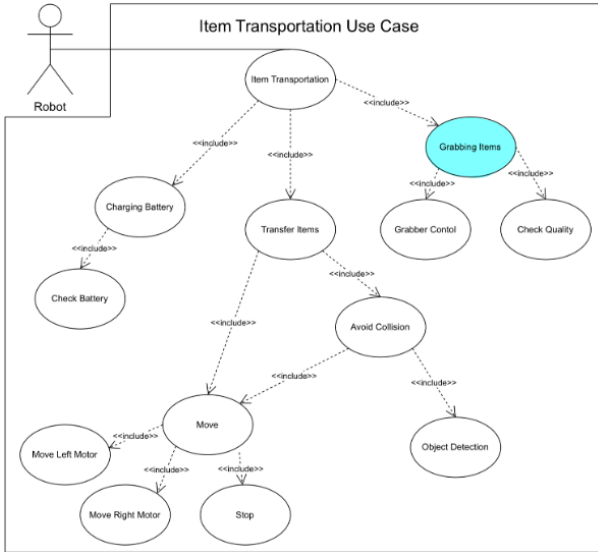 Item Transportation Use Case
Robot
Item Transportation
<<include>>
<<include>>
<<include>>
Grabbing Items
<<include>>
<<include>>
Charging Battery
Transfer Items
Grabber Contol
Check Quality
<<include>>
<<include>>
Check Battery
<<include>>
Avoid Collision
<<include>>
<<include>>
Move
<<include>>
<<include>>
<<include>>
Move Left Motor
Object Detection
Move Right Motor
Stop